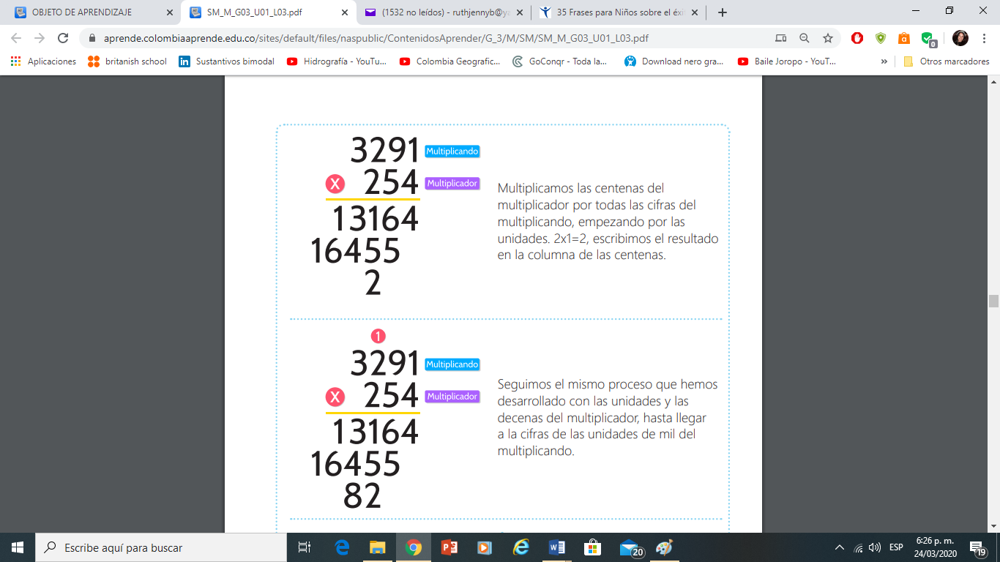 OBJETO DE APRENDIZAJE
SM_M_G03_U01_L03.pdf
(1532 no leídos) - ruthjennyb@ya
35 Frases para Niños sobre el éxi
aprende.colombiaaprende.edu.co/sites/default/files/naspublic/ContenidosAprender/G_3/M/SM/SM_M_G03_U01_L03.pdf
0
Aplicaciones
britanish school
Sustantivos bimodal
Hidrografía - YouTu...
Colombia Geografic...
GoConqr - Toda la...
Download nero gra...
Baile Joropo - YouT...
»
Otros marcadores
3291 Multiplicando
X 254 Multiplicador
13164
16455
2
Multiplicamos las centenas del
multiplicador por todas las cifras del
multiplicando, empezando por las
unidades. 2x1=2, escribimos el resultado
en la columna de las centenas.
1
3291 Multiplicando
X 254 Multiplicador
13164
16455
82
Seguimos el mismo proceso que hemos
desarrollado con las unidades y las
decenas del multiplicador, hasta llegar
a la cifras de las unidades de mil del
multiplicando.
Escribe aquí para buscar
20
ESP
6:26 p. m.
24/03/2020
19